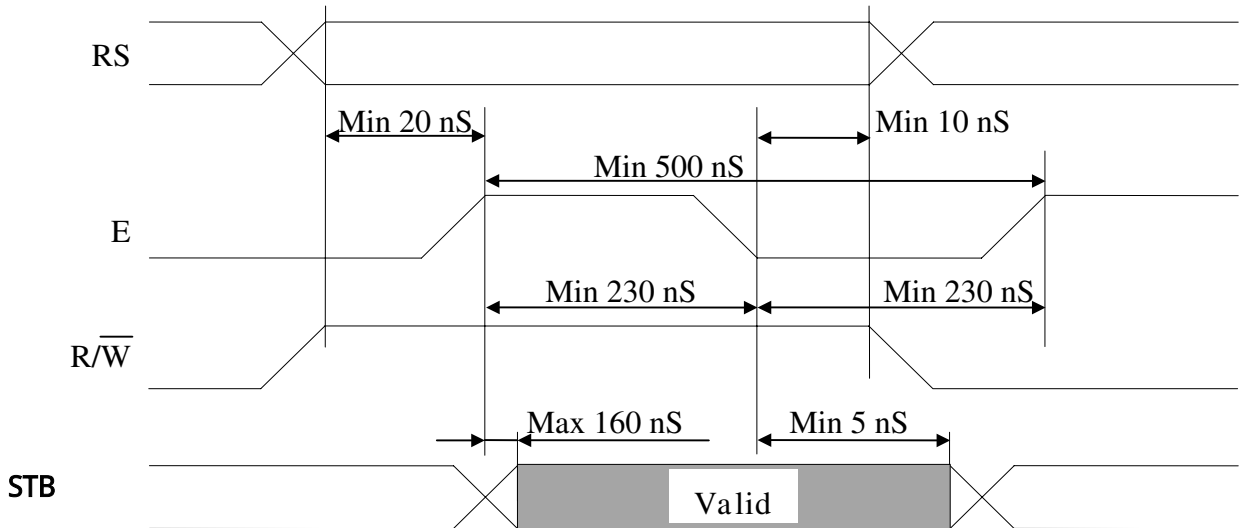 RS
Min 20 nS
Min 10 nS
Min 500 nS
E
Min 230 nS
Min 230 nS
R/W̅
Max 160 nS
Min 5 nS
STB
Valid